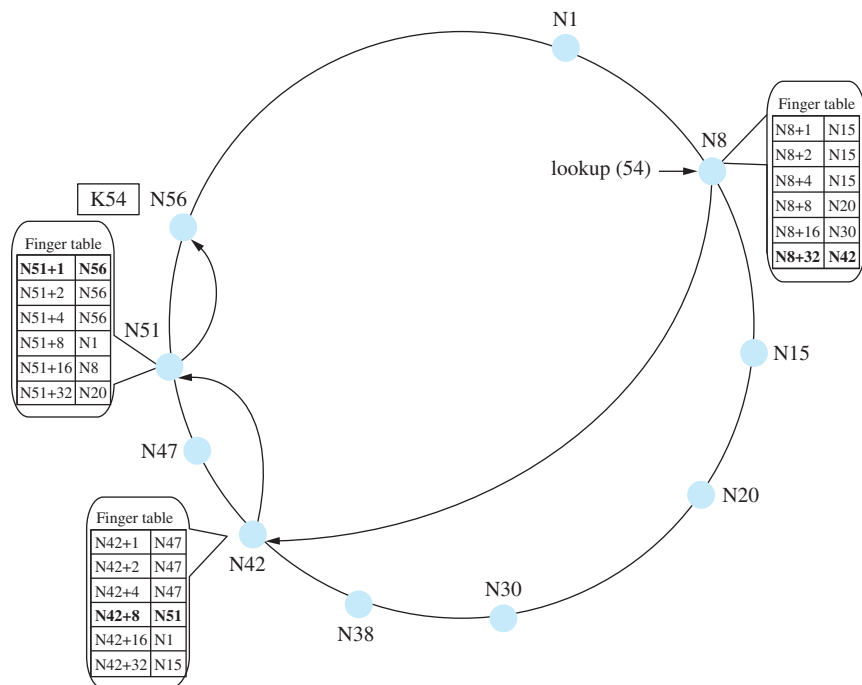 N1
Finger table
N8+1 N15
N8+2 N15
N8+4 N15
N8+8 N20
N8+16 N30
N8+32 N42
N8
lookup (54)
K54
N56
Finger table
N51+1 N56
N51+2 N56
N51+4 N56
N51+8 N1
N51+16 N8
N51+32 N20
N51
N15
N47
N20
Finger table
N42+1 N47
N42+2 N47
N42+4 N47
N42+8 N51
N42+16 N1
N42+32 N15
N42
N30
N38